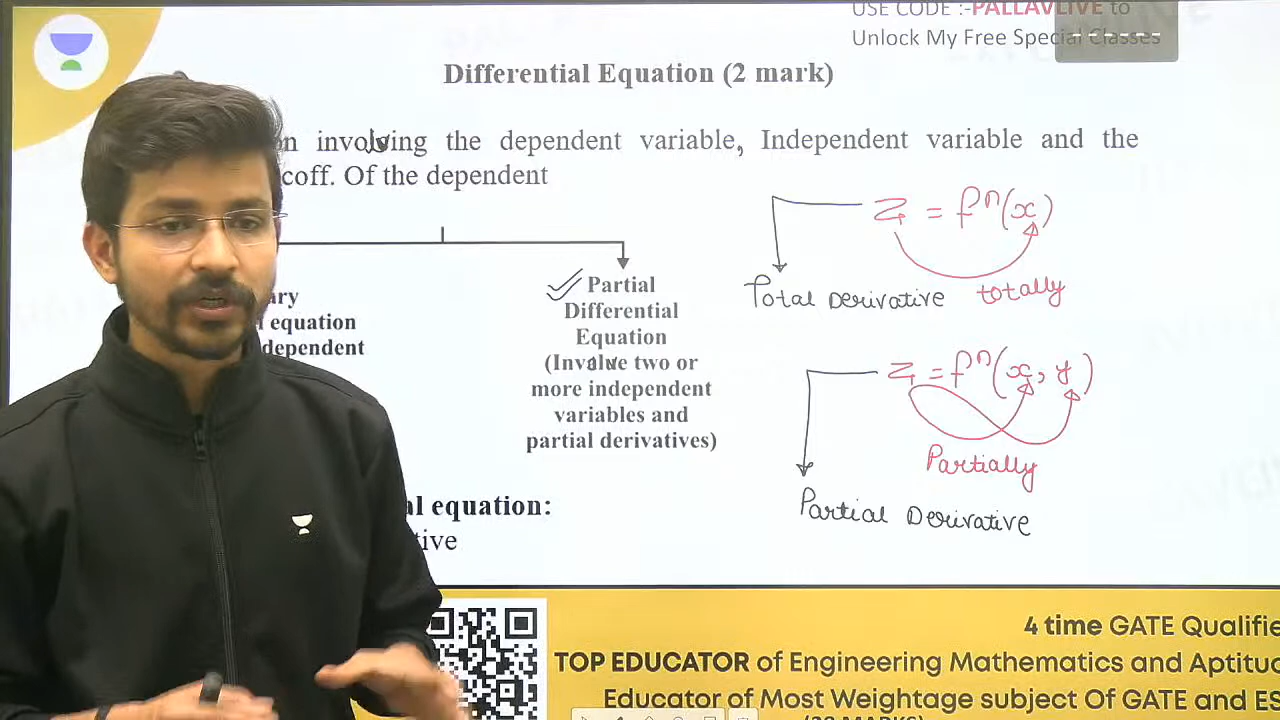 USE CODE :-PALLAVLIVE to
Unlock My Free Special Classes
Differential Equation (2 mark)
n involving the dependent variable, Independent variable and the
coff. Of the dependent
Z = fⁿ(x)
totally
Total Derivative
ary
equation
dependent
Partial
Differential
Equation
(Involve two or
more independent
variables and
partial derivatives)
Z = fⁿ(x, y)
Partially
Partial Derivative
al equation:
tive
4 time GATE Qualifie
TOP EDUCATOR of Engineering Mathematics and Aptitud
Educator of Most Weightage subject Of GATE and ES